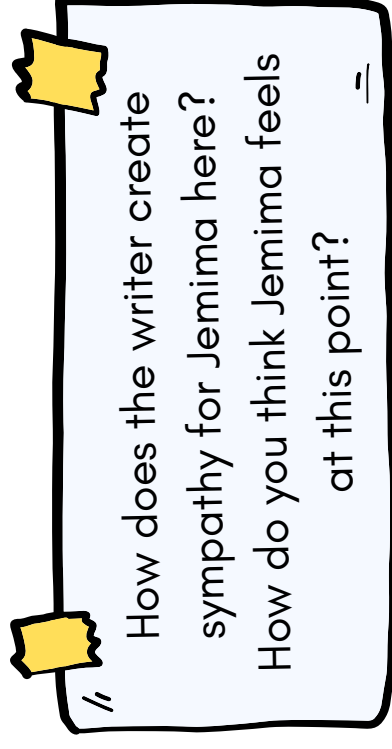 How does the writer create
sympathy for Jemima here?
How do you think Jemima feels
at this point?